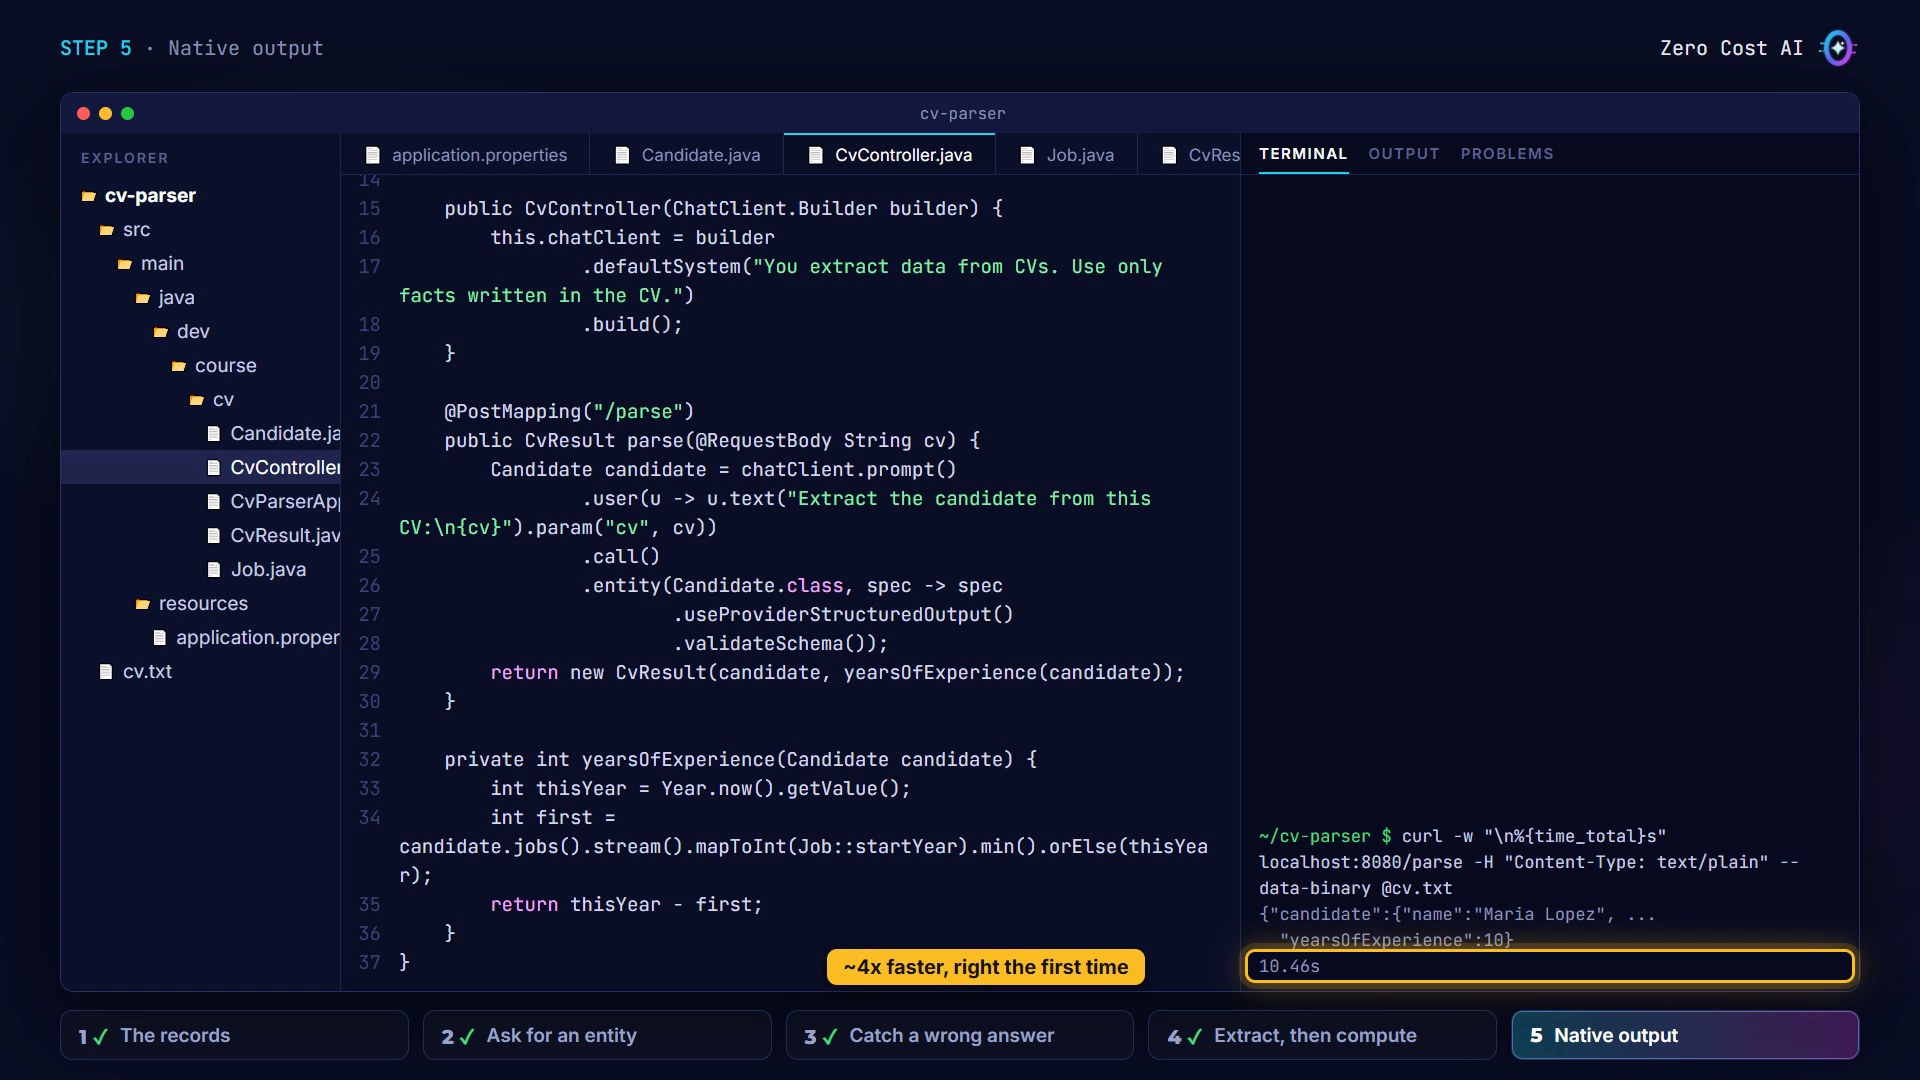 STEP 5 · Native output
Zero Cost AI
cv-parser
EXPLORER
cv-parser
src
main
java
dev
course
cv
Candidate.ja
CvController
CvParserApp
CvResult.jav
Job.java
resources
application.proper
cv.txt
application.properties
Candidate.java
CvController.java
Job.java
CvRes
14
15 public CvController(ChatClient.Builder builder) {
16 this.chatClient = builder
17 .defaultSystem("You extract data from CVs. Use only
facts written in the CV.")
18 .build();
19 }
20
21 @PostMapping("/parse")
22 public CvResult parse(@RequestBody String cv) {
23 Candidate candidate = chatClient.prompt()
24 .user(u -> u.text("Extract the candidate from this
CV:\n{cv}").param("cv", cv))
25 .call()
26 .entity(Candidate.class, spec -> spec
27 .useProviderStructuredOutput()
28 .validateSchema());
29 return new CvResult(candidate, yearsOfExperience(candidate));
30 }
31
32 private int yearsOfExperience(Candidate candidate) {
33 int thisYear = Year.now().getValue();
34 int first =
candidate.jobs().stream().mapToInt(Job::startYear).min().orElse(thisYea
r);
35 return thisYear - first;
36 }
37 }
~4x faster, right the first time
TERMINAL OUTPUT PROBLEMS
~/cv-parser $ curl -w "\n%{time_total}s"
localhost:8080/parse -H "Content-Type: text/plain" --
data-binary @cv.txt
{"candidate":{"name":"Maria Lopez", ...
"yearsOfExperience":10}
10.46s
1 ✓ The records
2 ✓ Ask for an entity
3 ✓ Catch a wrong answer
4 ✓ Extract, then compute
5 Native output